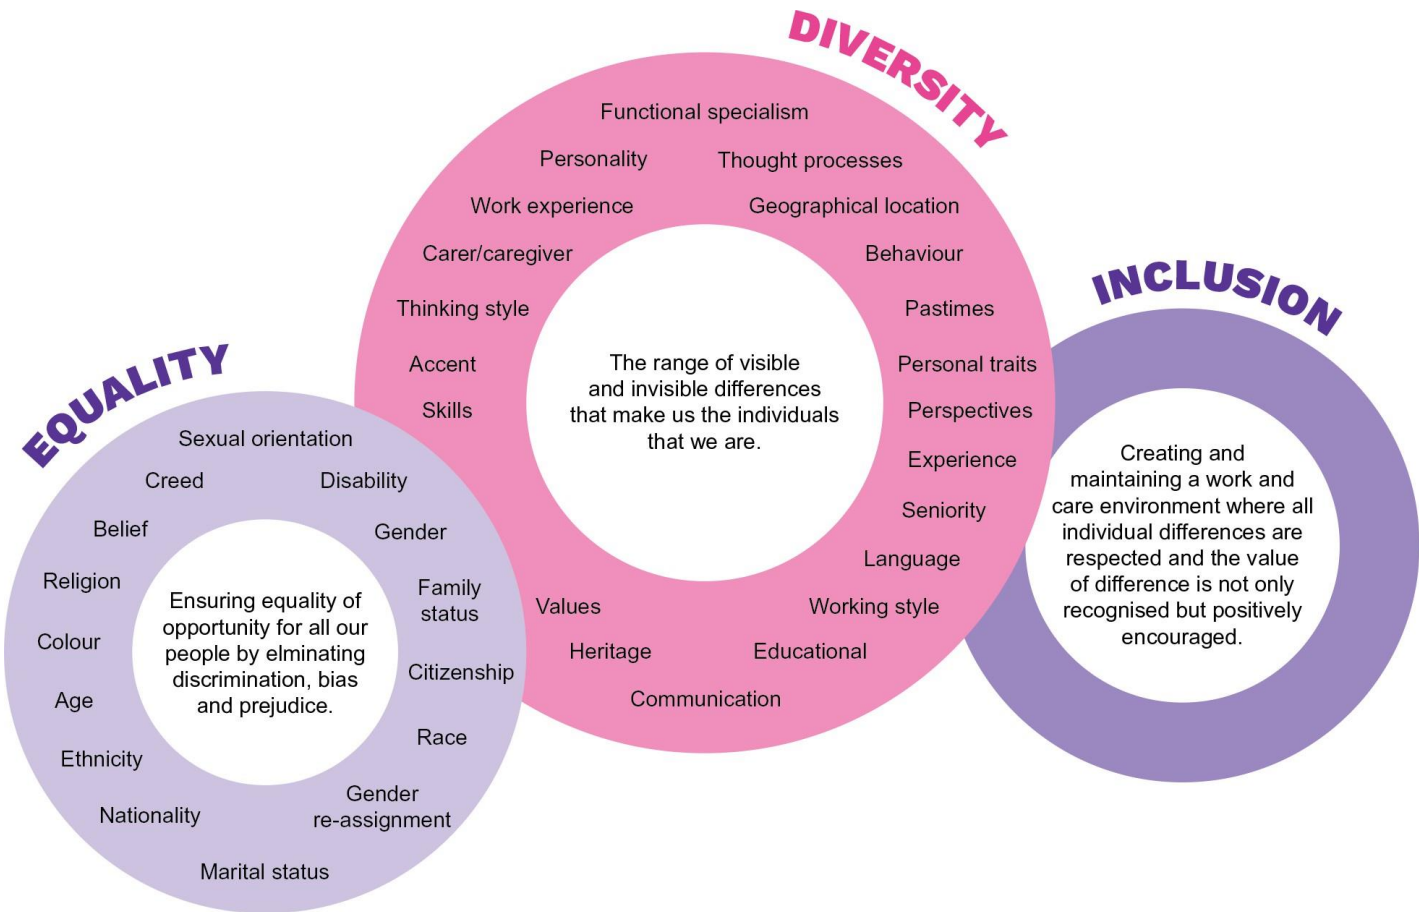 DIVERSITY
Functional specialism
Personality
Thought processes
Work experience
Geographical location
Carer/caregiver
Behaviour
Thinking style
Pastimes
Accent
Personal traits
Skills
Perspectives
Experience
Seniority
Language
Values
Working style
Heritage
Educational
Communication
The range of visible
and invisible differences
that make us the individuals
that we are.
EQUALITY
Sexual orientation
Creed
Disability
Belief
Gender
Religion
Family
status
Colour
Citizenship
Age
Race
Ethnicity
Gender
re-assignment
Nationality
Marital status
Ensuring equality of
opportunity for all our
people by elminating
discrimination, bias
and prejudice.
INCLUSION
Creating and
maintaining a work and
care environment where all
individual differences are
respected and the value
of difference is not only
recognised but positively
encouraged.